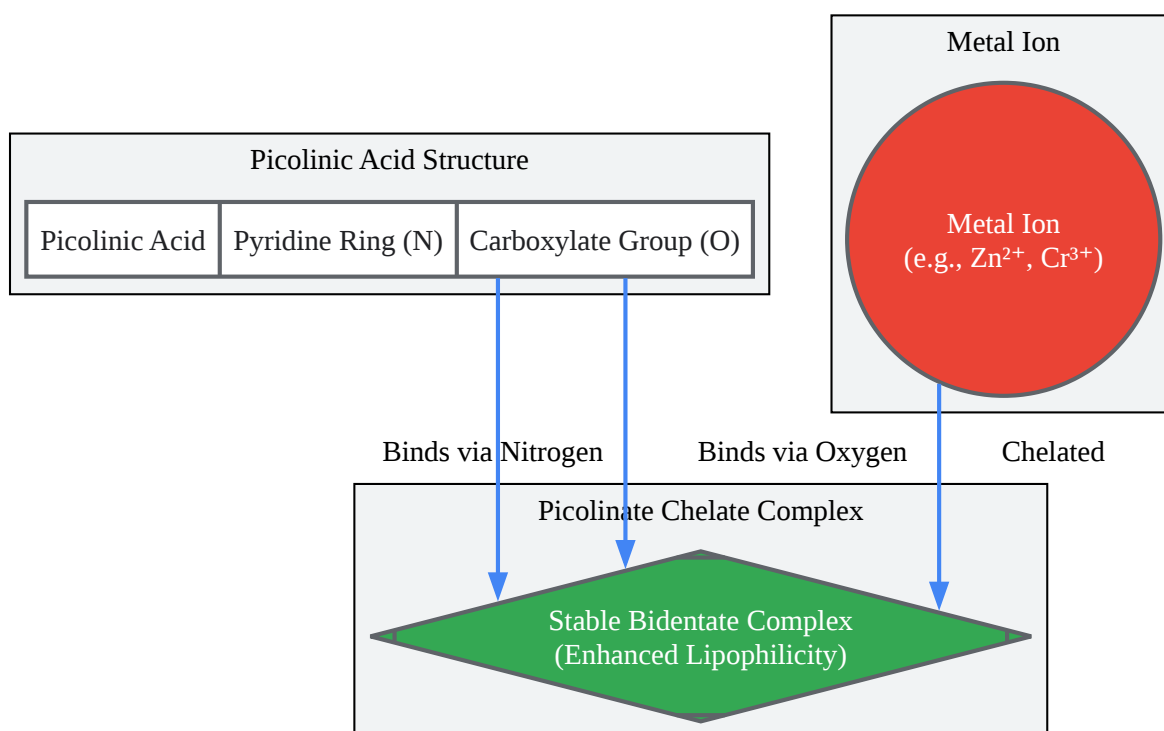 Metal Ion
Picolinic Acid Structure
Picolinic Acid
Pyridine Ring (N)
Carboxylate Group (O)
Metal Ion
(e.g., Zn²⁺, Cr³⁺)
Binds via Nitrogen
Binds via Oxygen
Chelated
Picolinate Chelate Complex
Stable Bidentate Complex
(Enhanced Lipophilicity)